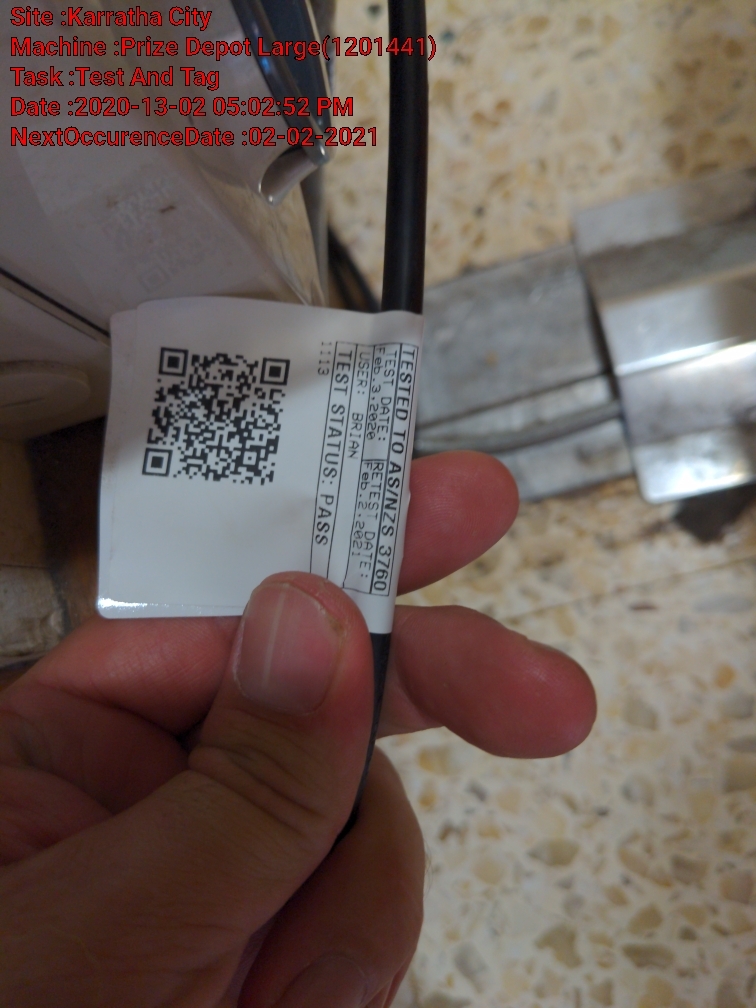 Site :Karratha City
Machine :Prize Depot Large(1201441)
Task :Test And Tag
Date :2020-13-02 05:02:52 PM
NextOccurenceDate :02-02-2021
TESTED TO AS/NZS 3760
TEST DATE: RETEST DATE:
Feb.3,2020 Feb.2,2021
USER: BRIAN
TEST STATUS: PASS
1113